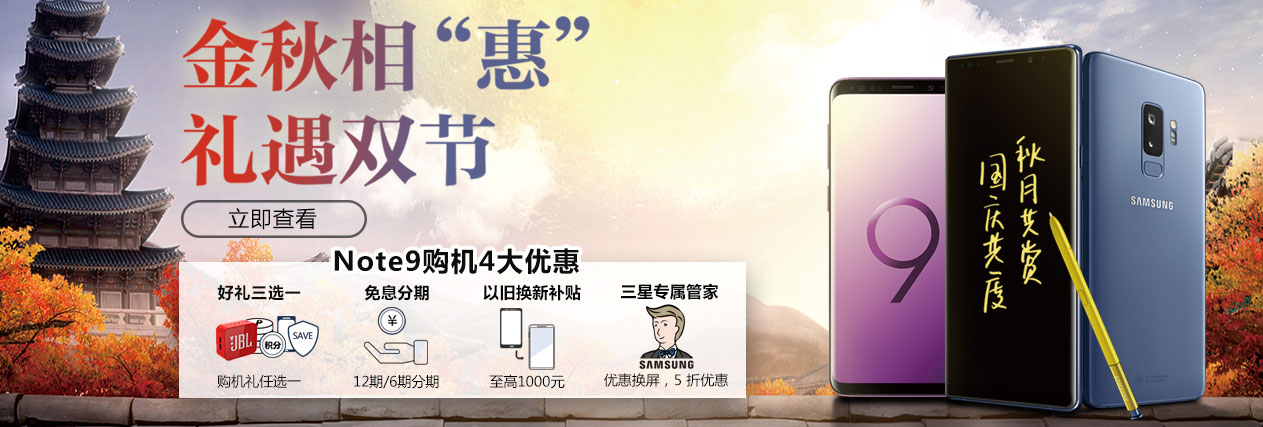 金秋相“惠”
礼遇双节
立即查看
Note9购机4大优惠
好礼三选一
免息分期
以旧换新补贴
三星专属管家
JBL
积分
SAVE
¥
SAMSUNG
购机礼任选一
12期/6期分期
至高1000元
优惠换屏，5 折优惠
9
秋月共赏
国庆共度
SAMSUNG